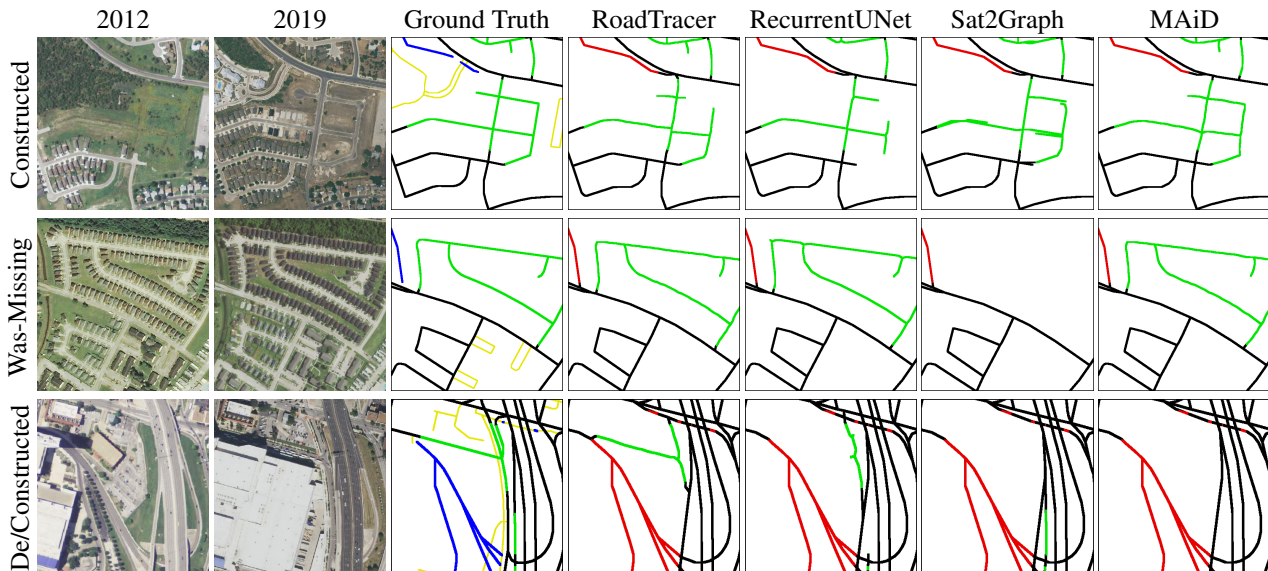 2012 2019 Ground Truth RoadTracer RecurrentUNet Sat2Graph MAiD
Constructed
Was-Missing
De/Constructed